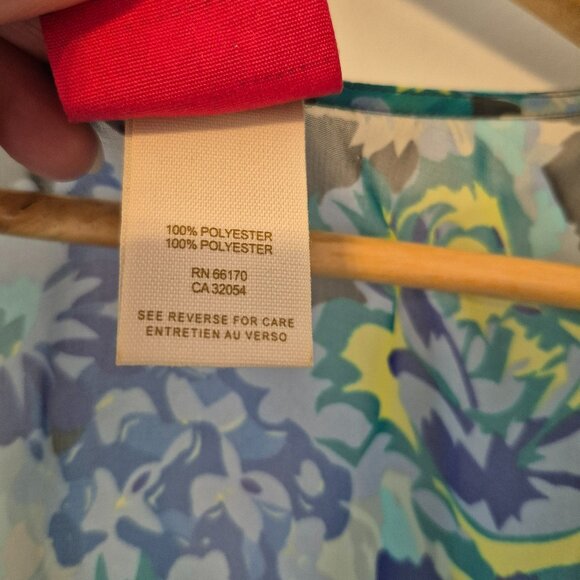 100% POLYESTER
100% POLYESTER
RN 66170
CA 32054
SEE REVERSE FOR CARE
ENTRETIEN AU VERSO